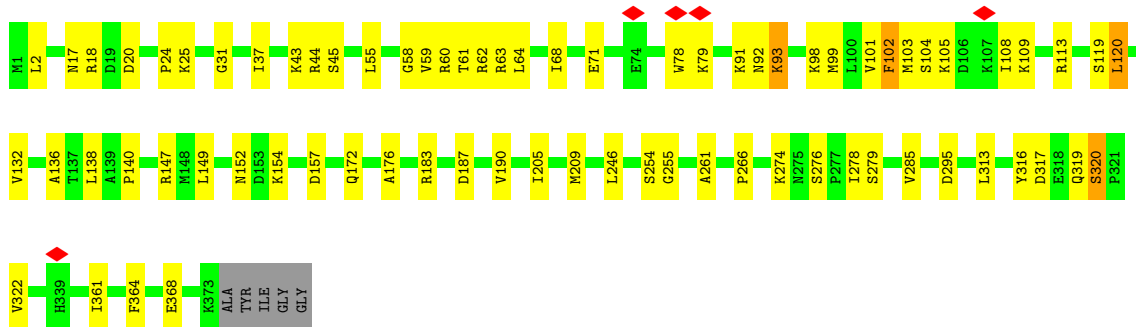 M1 L2 N17 R18 D19 D20 P24 K25 G31 I37 K43 R44 S45 L55 G58 V59 R60 T61 R62 R63 L64 I68 E71 E74 W78 K79 K91 N92 K93 K98 M99 L100 V101 F102 M103 S104 K105 D106 K107 I108 K109 R113 S119 L120
V132 A136 T137 L138 A139 P140 R147 M148 L149 N152 D153 K154 D157 Q172 A176 R183 D187 V190 I205 M209 L246 S254 G255 A261 P266 K274 N275 S276 P277 I278 S279 V285 D295 L313 Y316 D317 E318 Q319 S320 P321
V322 H339 I361 F364 E368 K373 ALA TYR ILE GLY GLY